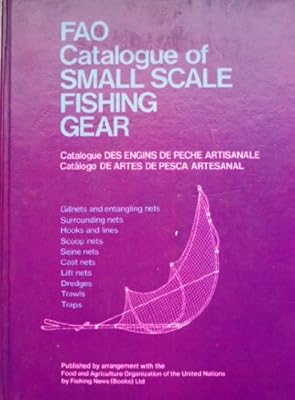 FAO
Catalogue of
SMALL SCALE
FISHING
GEAR
Catalogue DES ENGINS DE PECHE ARTISANALE
Catálogo DE ARTES DE PESCA ARTESANAL
Gillnets and entangling nets
Surrounding nets
Hooks and lines
Scoop nets
Seine nets
Cast nets
Lift nets
Dredges
Trawls
Traps
Published by arrangement with the
Food and Agriculture Organization of the United Nations
by Fishing News (Books) Ltd